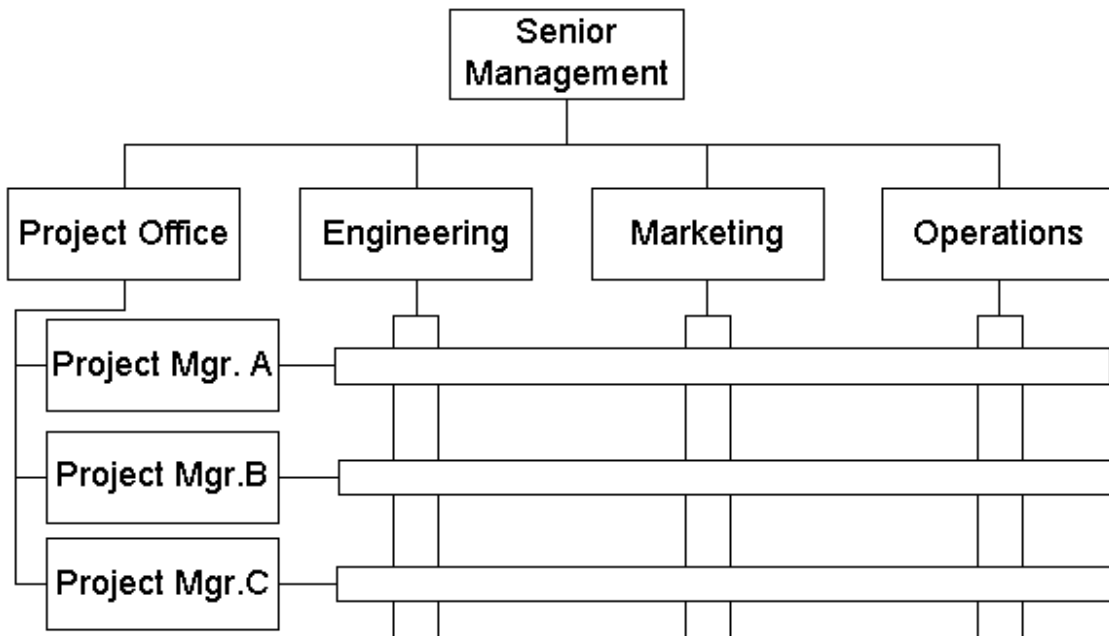 Senior
Management
Project Office
Engineering
Marketing
Operations
Project Mgr. A
Project Mgr.B
Project Mgr.C